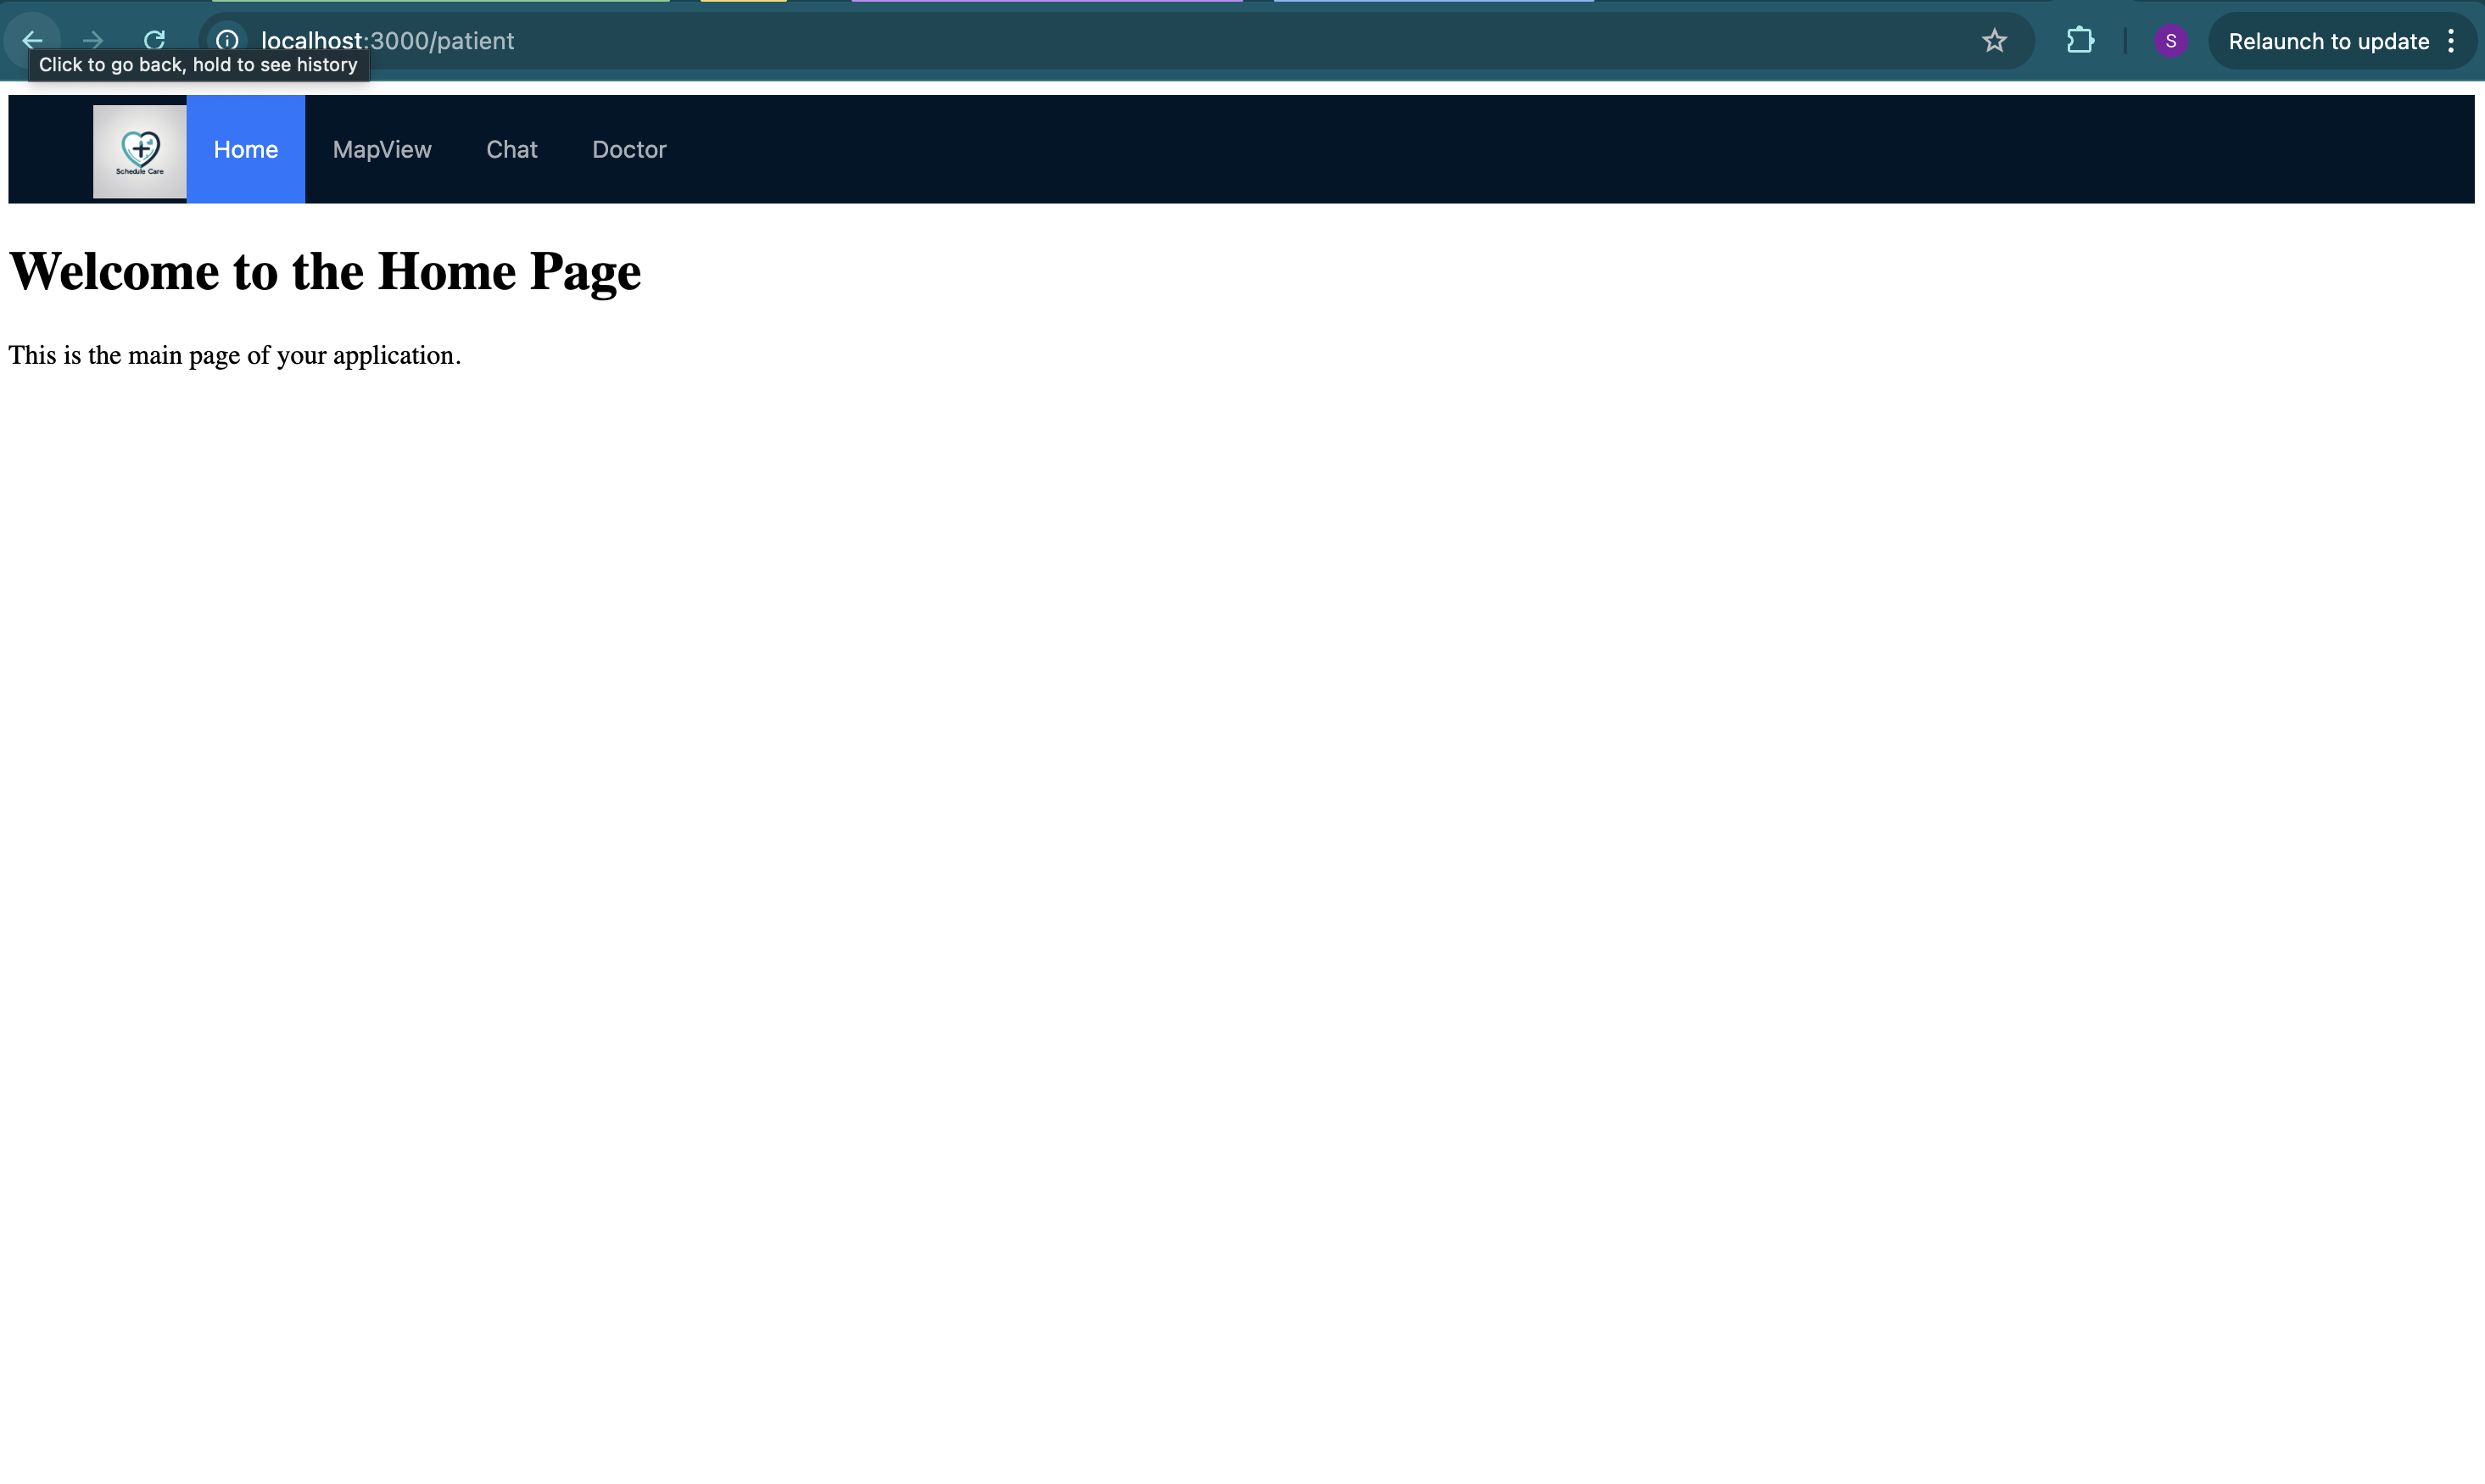 localhost:3000/patient
Relaunch to update
S
Click to go back, hold to see history
Schedule Care
Home
MapView
Chat
Doctor
Welcome to the Home Page
This is the main page of your application.